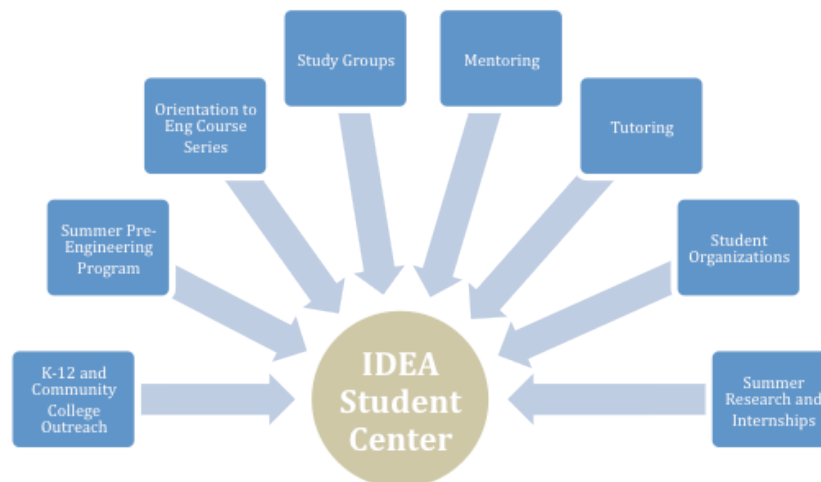 Study Groups
Mentoring
Orientation to
Eng Course
Series
Tutoring
Summer Pre-
Engineering
Program
Student
Organizations
K-12 and
Community
College
Outreach
IDEA
Student
Center
Summer
Research and
Internships